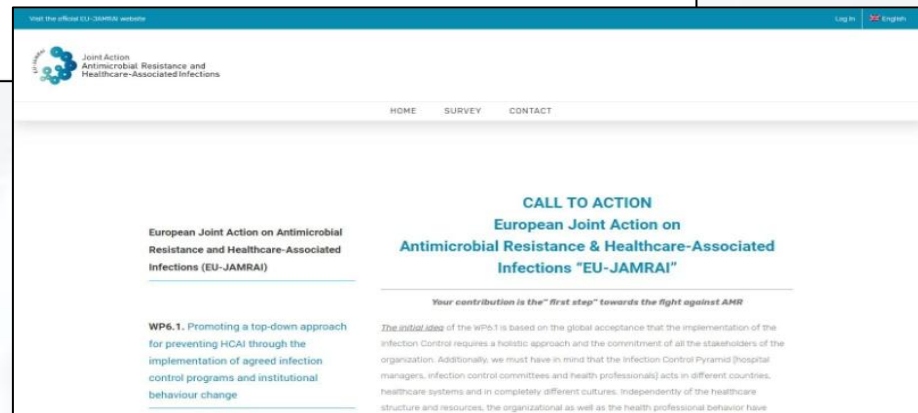 Visit the official EU-JAMRAI website
Log In
English
EU-JAMRAI
Joint Action
Antimicrobial Resistance and
Healthcare-Associated Infections
HOME SURVEY CONTACT
European Joint Action on Antimicrobial
Resistance and Healthcare-Associated
Infections (EU-JAMRAI)
WP6.1. Promoting a top-down approach
for preventing HCAI through the
implementation of agreed infection
control programs and institutional
behaviour change
CALL TO ACTION
European Joint Action on
Antimicrobial Resistance & Healthcare-Associated
Infections “EU-JAMRAI”
Your contribution is the" first step" towards the fight against AMR
The initial idea of the WP6.1 is based on the global acceptance that the implementation of the
Infection Control requires a holistic approach and the commitment of all the stakeholders of the
organization. Additionally, we must have in mind that the Infection Control Pyramid (hospital
managers, infection control committees and health professionals) acts in different countries,
healthcare systems and in completely different cultures. Independently of the healthcare
structure and resources, the organizational as well as the health professional behavior have